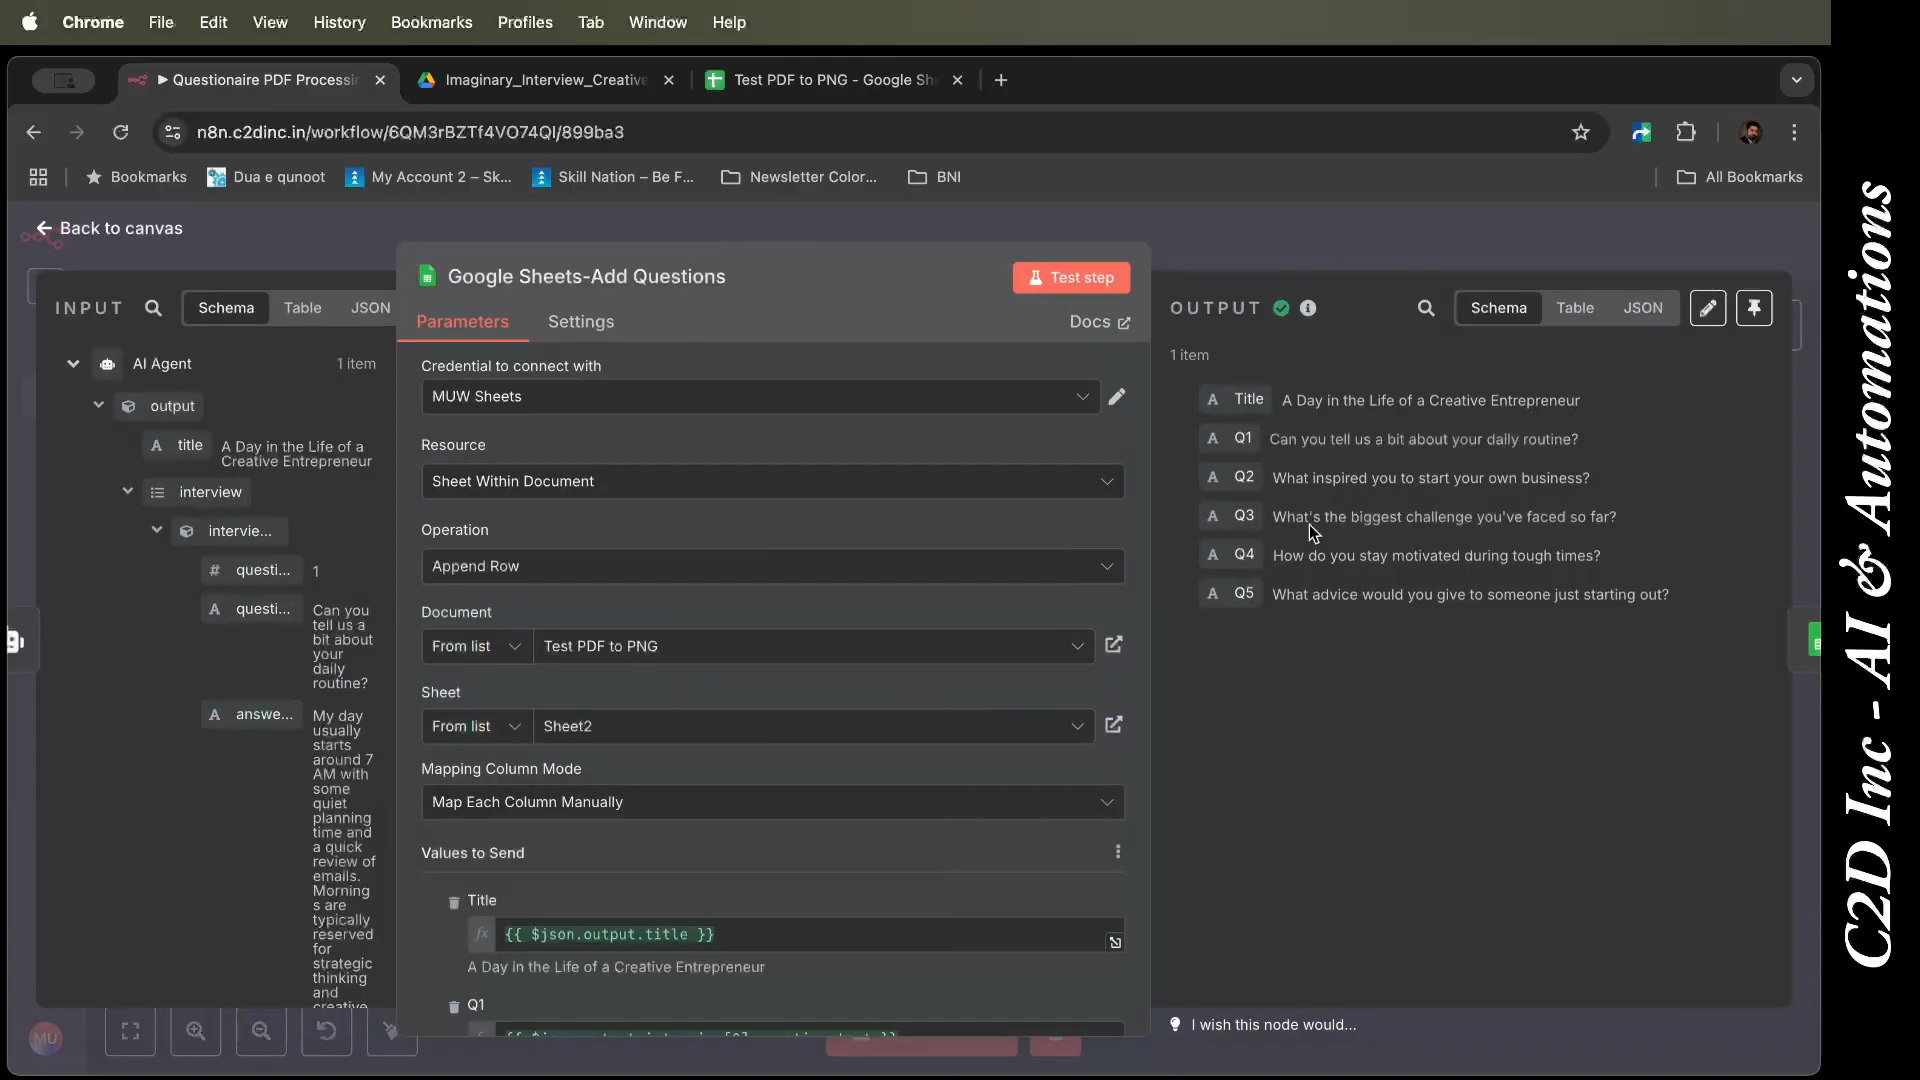 Chrome File Edit View History Bookmarks Profiles Tab Window Help
Questionaire PDF Processi
Imaginary_Interview_Creative
Test PDF to PNG - Google Sh
n8n.c2dinc.in/workflow/6QM3rBZTf4VO74QI/899ba3
Bookmarks Dua e qunoot My Account 2 – Sk... Skill Nation – Be F... Newsletter Color... BNI All Bookmarks
Back to canvas
INPUT Schema Table JSON
AI Agent 1 item
output
title A Day in the Life of a
Creative Entrepreneur
interview
intervie...
# questi... 1
A questi... Can you
tell us a
bit about
your
daily
routine?
A answe... My day
usually
starts
around 7
AM with
some
quiet
planning
time and
a quick
review of
emails.
Morning
s are
typically
reserved
for
strategic
thinking
and
creative
Google Sheets-Add Questions Test step
Parameters Settings Docs
Credential to connect with
MUW Sheets
Resource
Sheet Within Document
Operation
Append Row
Document
From list Test PDF to PNG
Sheet
From list Sheet2
Mapping Column Mode
Map Each Column Manually
Values to Send
Title
fx {{ $json.output.title }}
A Day in the Life of a Creative Entrepreneur
Q1
OUTPUT Schema Table JSON
1 item
A Title A Day in the Life of a Creative Entrepreneur
A Q1 Can you tell us a bit about your daily routine?
A Q2 What inspired you to start your own business?
A Q3 What's the biggest challenge you've faced so far?
A Q4 How do you stay motivated during tough times?
A Q5 What advice would you give to someone just starting out?
I wish this node would...
MU
C2D Inc - AI & Automations